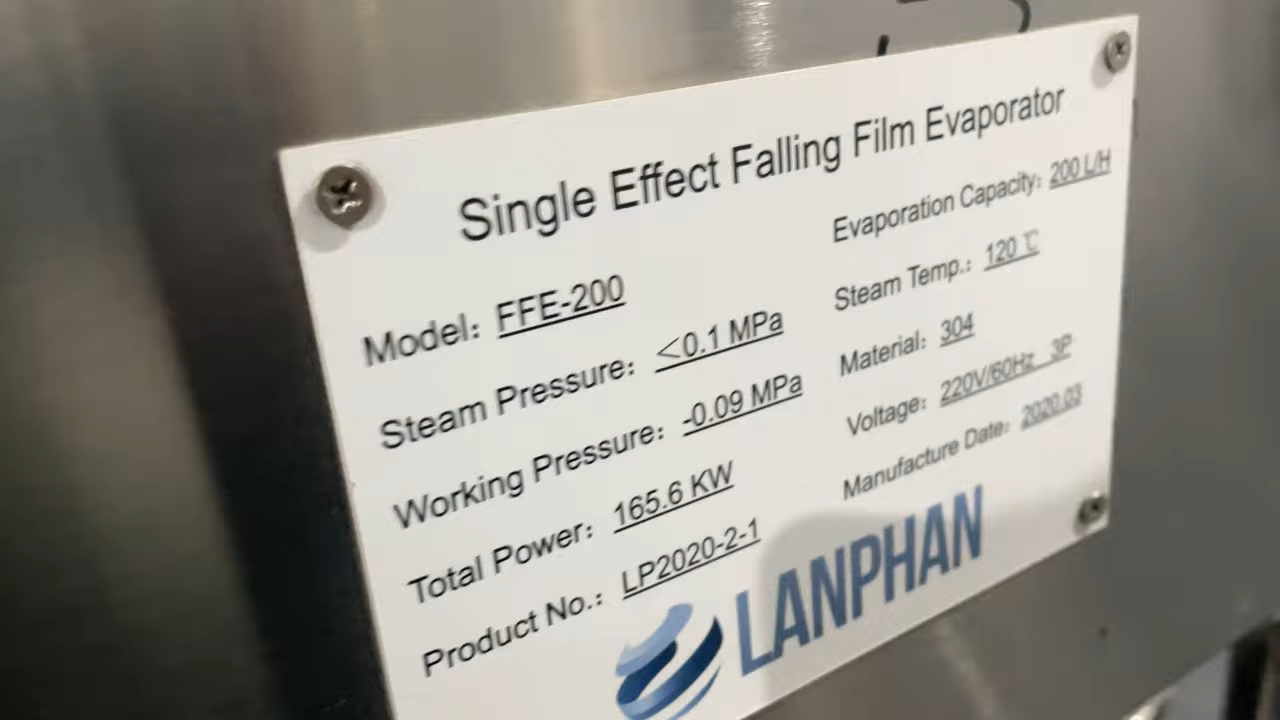 Single Effect Falling Film Evaporator
Model: FFE-200
Evaporation Capacity: 200 L/H
Steam Pressure: <0.1 MPa
Steam Temp.: 120 ℃
Working Pressure: -0.09 MPa
Material: 304
Total Power: 165.6 KW
Voltage: 220V/60Hz 3P
Product No.: LP2020-2-1
Manufacture Date: 2020.03
LANPHAN